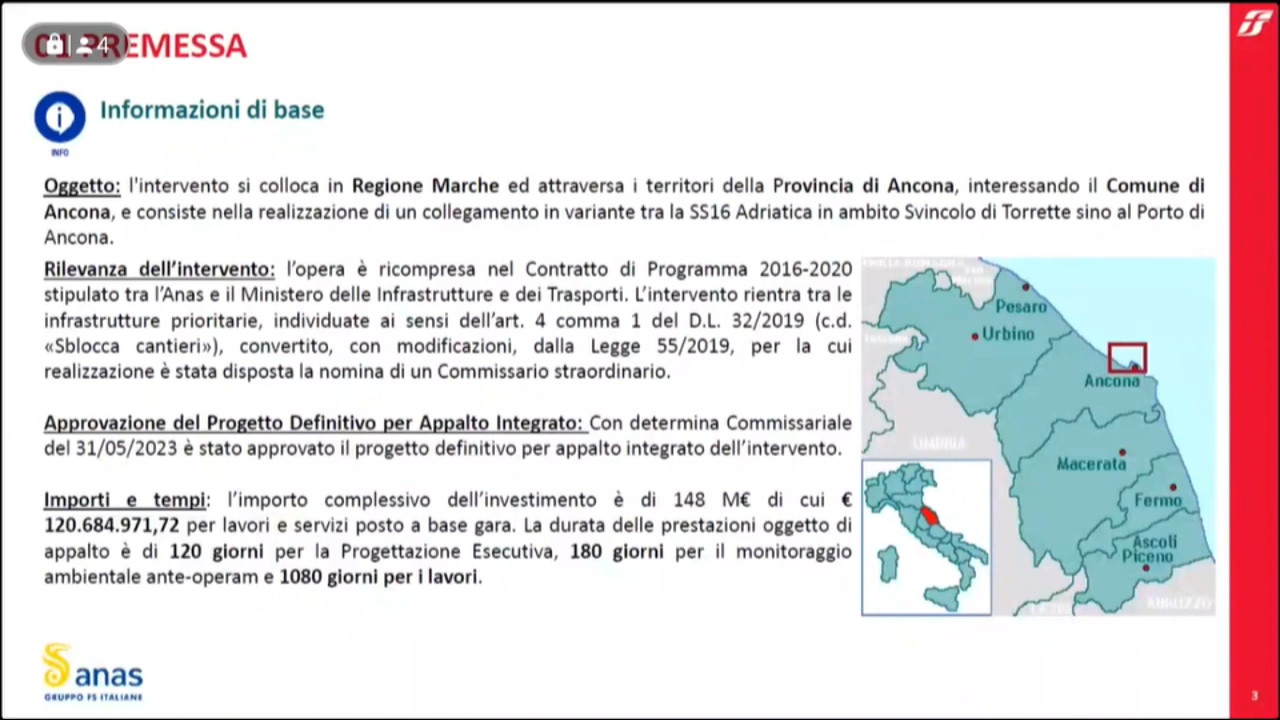 01 PREMESSA
4
Informazioni di base
INFO
Oggetto: l'intervento si colloca in Regione Marche ed attraversa i territori della Provincia di Ancona, interessando il Comune di
Ancona, e consiste nella realizzazione di un collegamento in variante tra la SS16 Adriatica in ambito Svincolo di Torrette sino al Porto di
Ancona.
Rilevanza dell'intervento: l'opera è ricompresa nel Contratto di Programma 2016-2020
stipulato tra l'Anas e il Ministero delle Infrastrutture e dei Trasporti. L'intervento rientra tra le
infrastrutture prioritarie, individuate ai sensi dell'art. 4 comma 1 del D.L. 32/2019 (c.d.
«Sblocca cantieri»), convertito, con modificazioni, dalla Legge 55/2019, per la cui
realizzazione è stata disposta la nomina di un Commissario straordinario.
Approvazione del Progetto Definitivo per Appalto Integrato: Con determina Commissariale
del 31/05/2023 è stato approvato il progetto definitivo per appalto integrato dell'intervento.
Importi e tempi: l'importo complessivo dell'investimento è di 148 M€ di cui €
120.684.971,72 per lavori e servizi posto a base gara. La durata delle prestazioni oggetto di
appalto è di 120 giorni per la Progettazione Esecutiva, 180 giorni per il monitoraggio
ambientale ante-operam e 1080 giorni per i lavori.
Pesaro
Urbino
Ancona
UMBRIA
Macerata
Fermo
Ascoli
Piceno
ABRUZZO
anas
GRUPPO FS ITALIANE
3